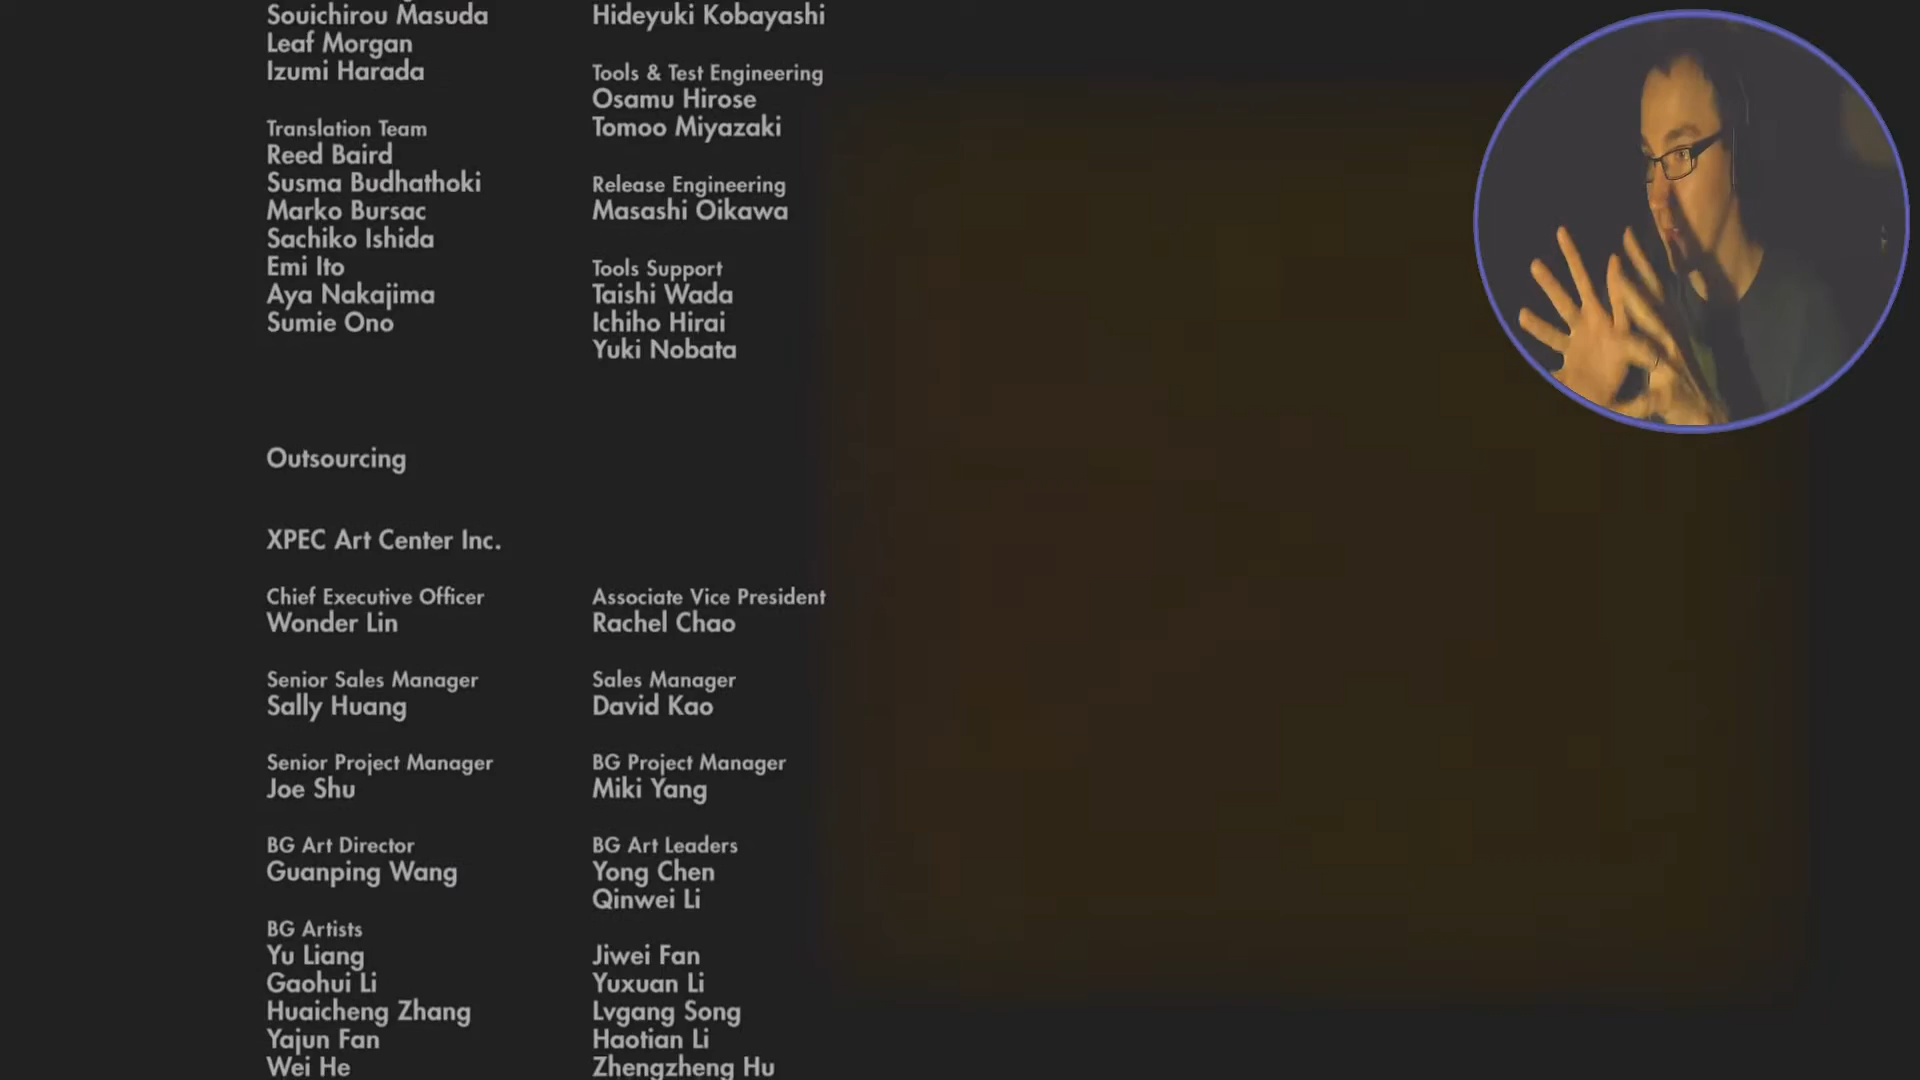 Souichirou Masuda
Leaf Morgan
Izumi Harada
Translation Team
Reed Baird
Susma Budhathoki
Marko Bursac
Sachiko Ishida
Emi Ito
Aya Nakajima
Sumie Ono
Hideyuki Kobayashi
Tools & Test Engineering
Osamu Hirose
Tomoo Miyazaki
Release Engineering
Masashi Oikawa
Tools Support
Taishi Wada
Ichiho Hirai
Yuki Nobata
Outsourcing
XPEC Art Center Inc.
Chief Executive Officer
Wonder Lin
Associate Vice President
Rachel Chao
Senior Sales Manager
Sally Huang
Sales Manager
David Kao
Senior Project Manager
Joe Shu
BG Project Manager
Miki Yang
BG Art Director
Guanping Wang
BG Art Leaders
Yong Chen
Qinwei Li
BG Artists
Yu Liang
Gaohui Li
Huaicheng Zhang
Yajun Fan
Wei He
Jiwei Fan
Yuxuan Li
Lvgang Song
Haotian Li
Zhengzheng Hu